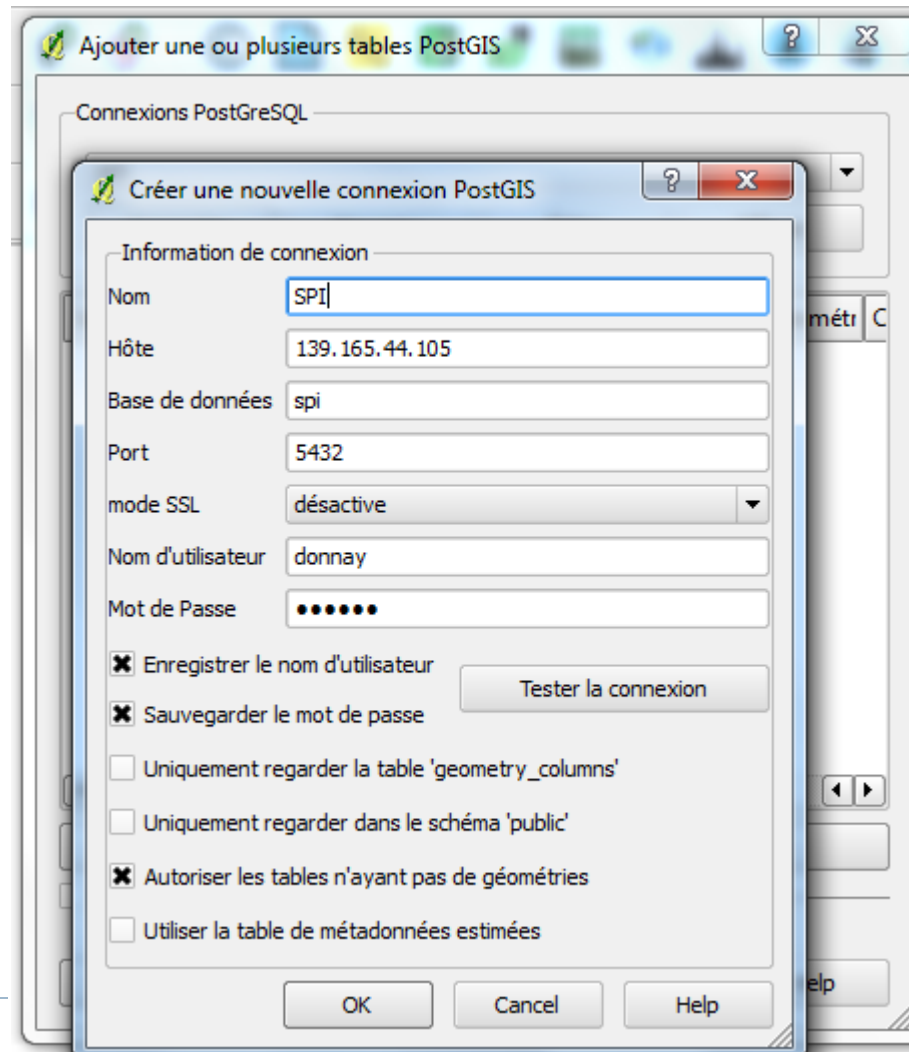 Ajouter une ou plusieurs tables PostGIS
Connexions PostGreSQL
Créer une nouvelle connexion PostGIS
Information de connexion
Nom SPI
Hôte 139.165.44.105
Base de données spi
Port 5432
mode SSL désactive
Nom d'utilisateur donnay
Mot de Passe ●●●●●●
Enregistrer le nom d'utilisateur
Tester la connexion
Sauvegarder le mot de passe
Uniquement regarder la table 'geometry_columns'
Uniquement regarder dans le schéma 'public'
Autoriser les tables n'ayant pas de géométries
Utiliser la table de métadonnées estimées
OK Cancel Help
métr C
elp